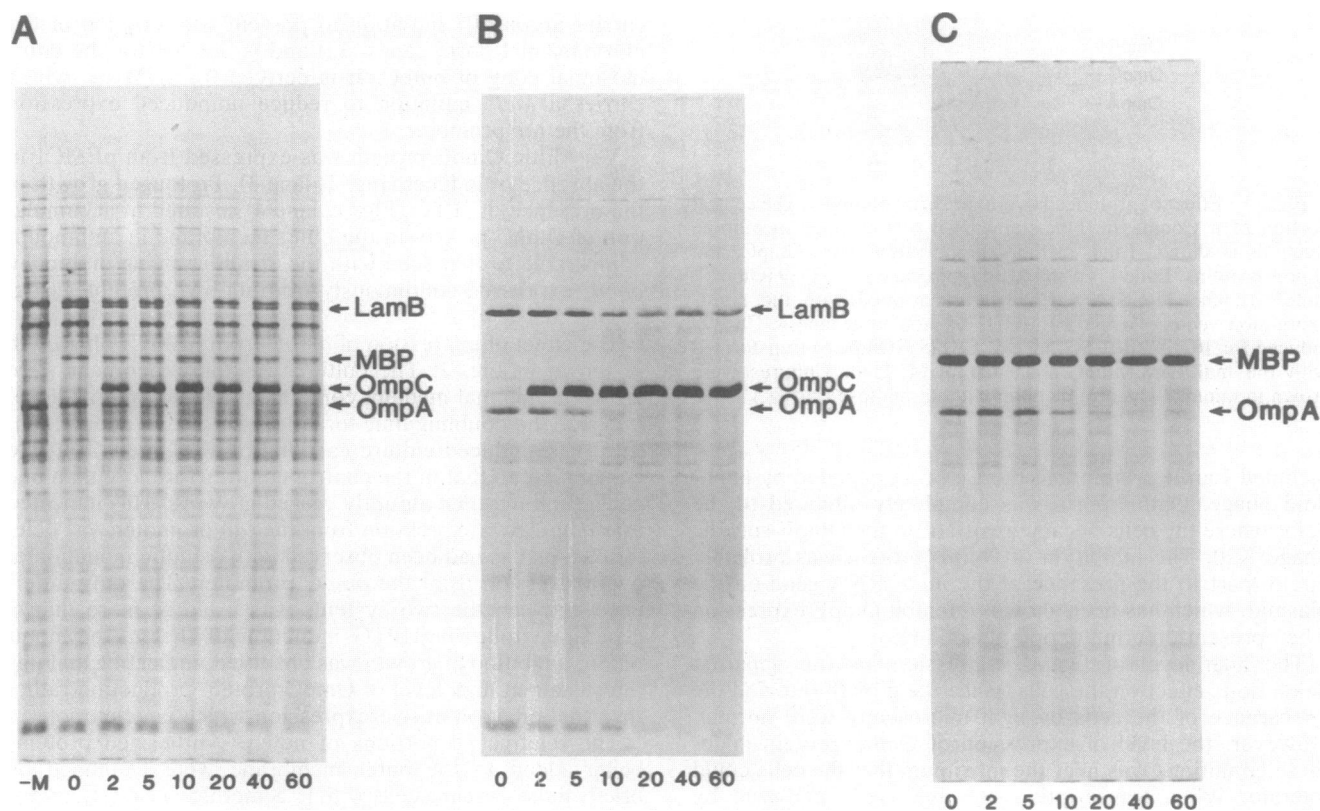 A
B
C
← LamB
← MBP
← OmpC
← OmpA
← LamB
← OmpC
← OmpA
← MBP
← OmpA
-M 0 2 5 10 20 40 60
0 2 5 10 20 40 60
0 2 5 10 20 40 60